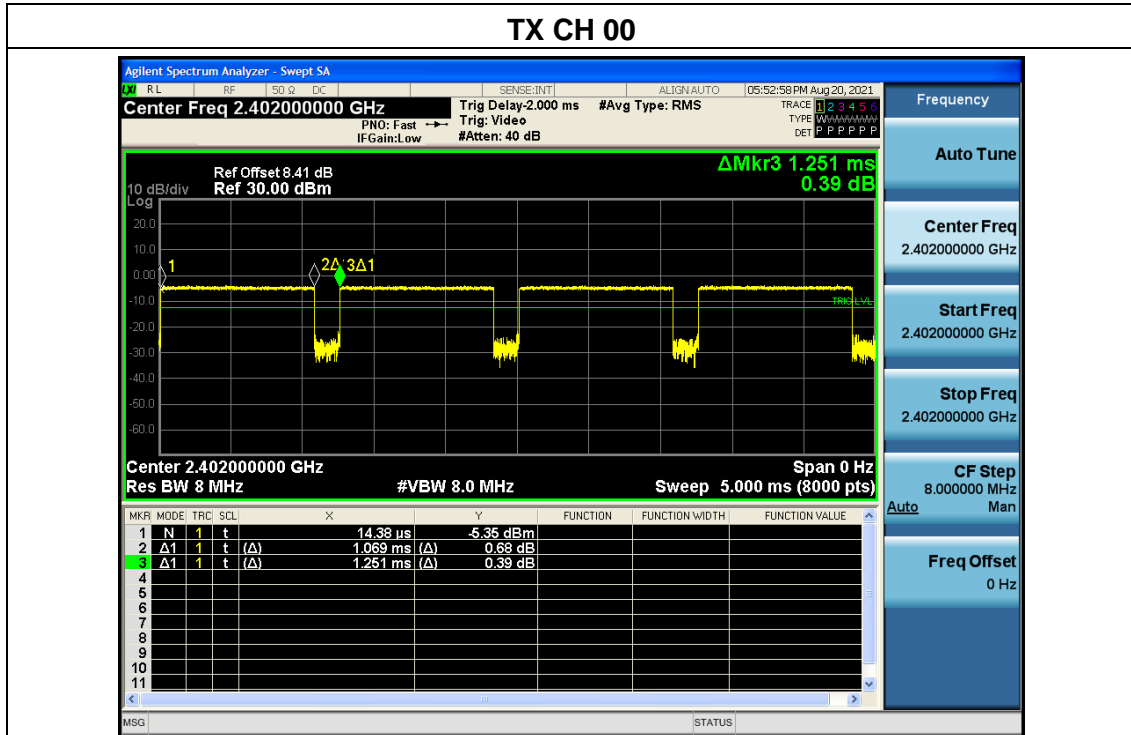 TX CH 00
Agilent Spectrum Analyzer - Swept SA
LXI RL RF 50 Ω DC SENSE:INT ALIGN AUTO 05:52:58 PM Aug 20, 2021
Center Freq 2.402000000 GHz Trig Delay-2.000 ms #Avg Type: RMS TRACE 1 2 3 4 5 6
PNO: Fast Trig: Video TYPE
IFGain:Low #Atten: 40 dB DET P P P P P P
ΔMkr3 1.251 ms
0.39 dB
Ref Offset 8.41 dB
10 dB/div Ref 30.00 dBm
Log
20.0
10.0
0.00
-10.0
-20.0
-30.0
-40.0
-50.0
-60.0
1
2Δ 3Δ1
TRIG LVL
Center 2.402000000 GHz Span 0 Hz
Res BW 8 MHz #VBW 8.0 MHz Sweep 5.000 ms (8000 pts)
MKR MODE TRC SCL X Y FUNCTION FUNCTION WIDTH FUNCTION VALUE
1 N 1 t 14.38 µs -5.35 dBm
2 Δ1 1 t (Δ) 1.069 ms (Δ) 0.68 dB
3 Δ1 1 t (Δ) 1.251 ms (Δ) 0.39 dB
4
5
6
7
8
9
10
11
MSG STATUS
Frequency
Auto Tune
Center Freq
2.402000000 GHz
Start Freq
2.402000000 GHz
Stop Freq
2.402000000 GHz
CF Step
8.000000 MHz
Auto Man
Freq Offset
0 Hz